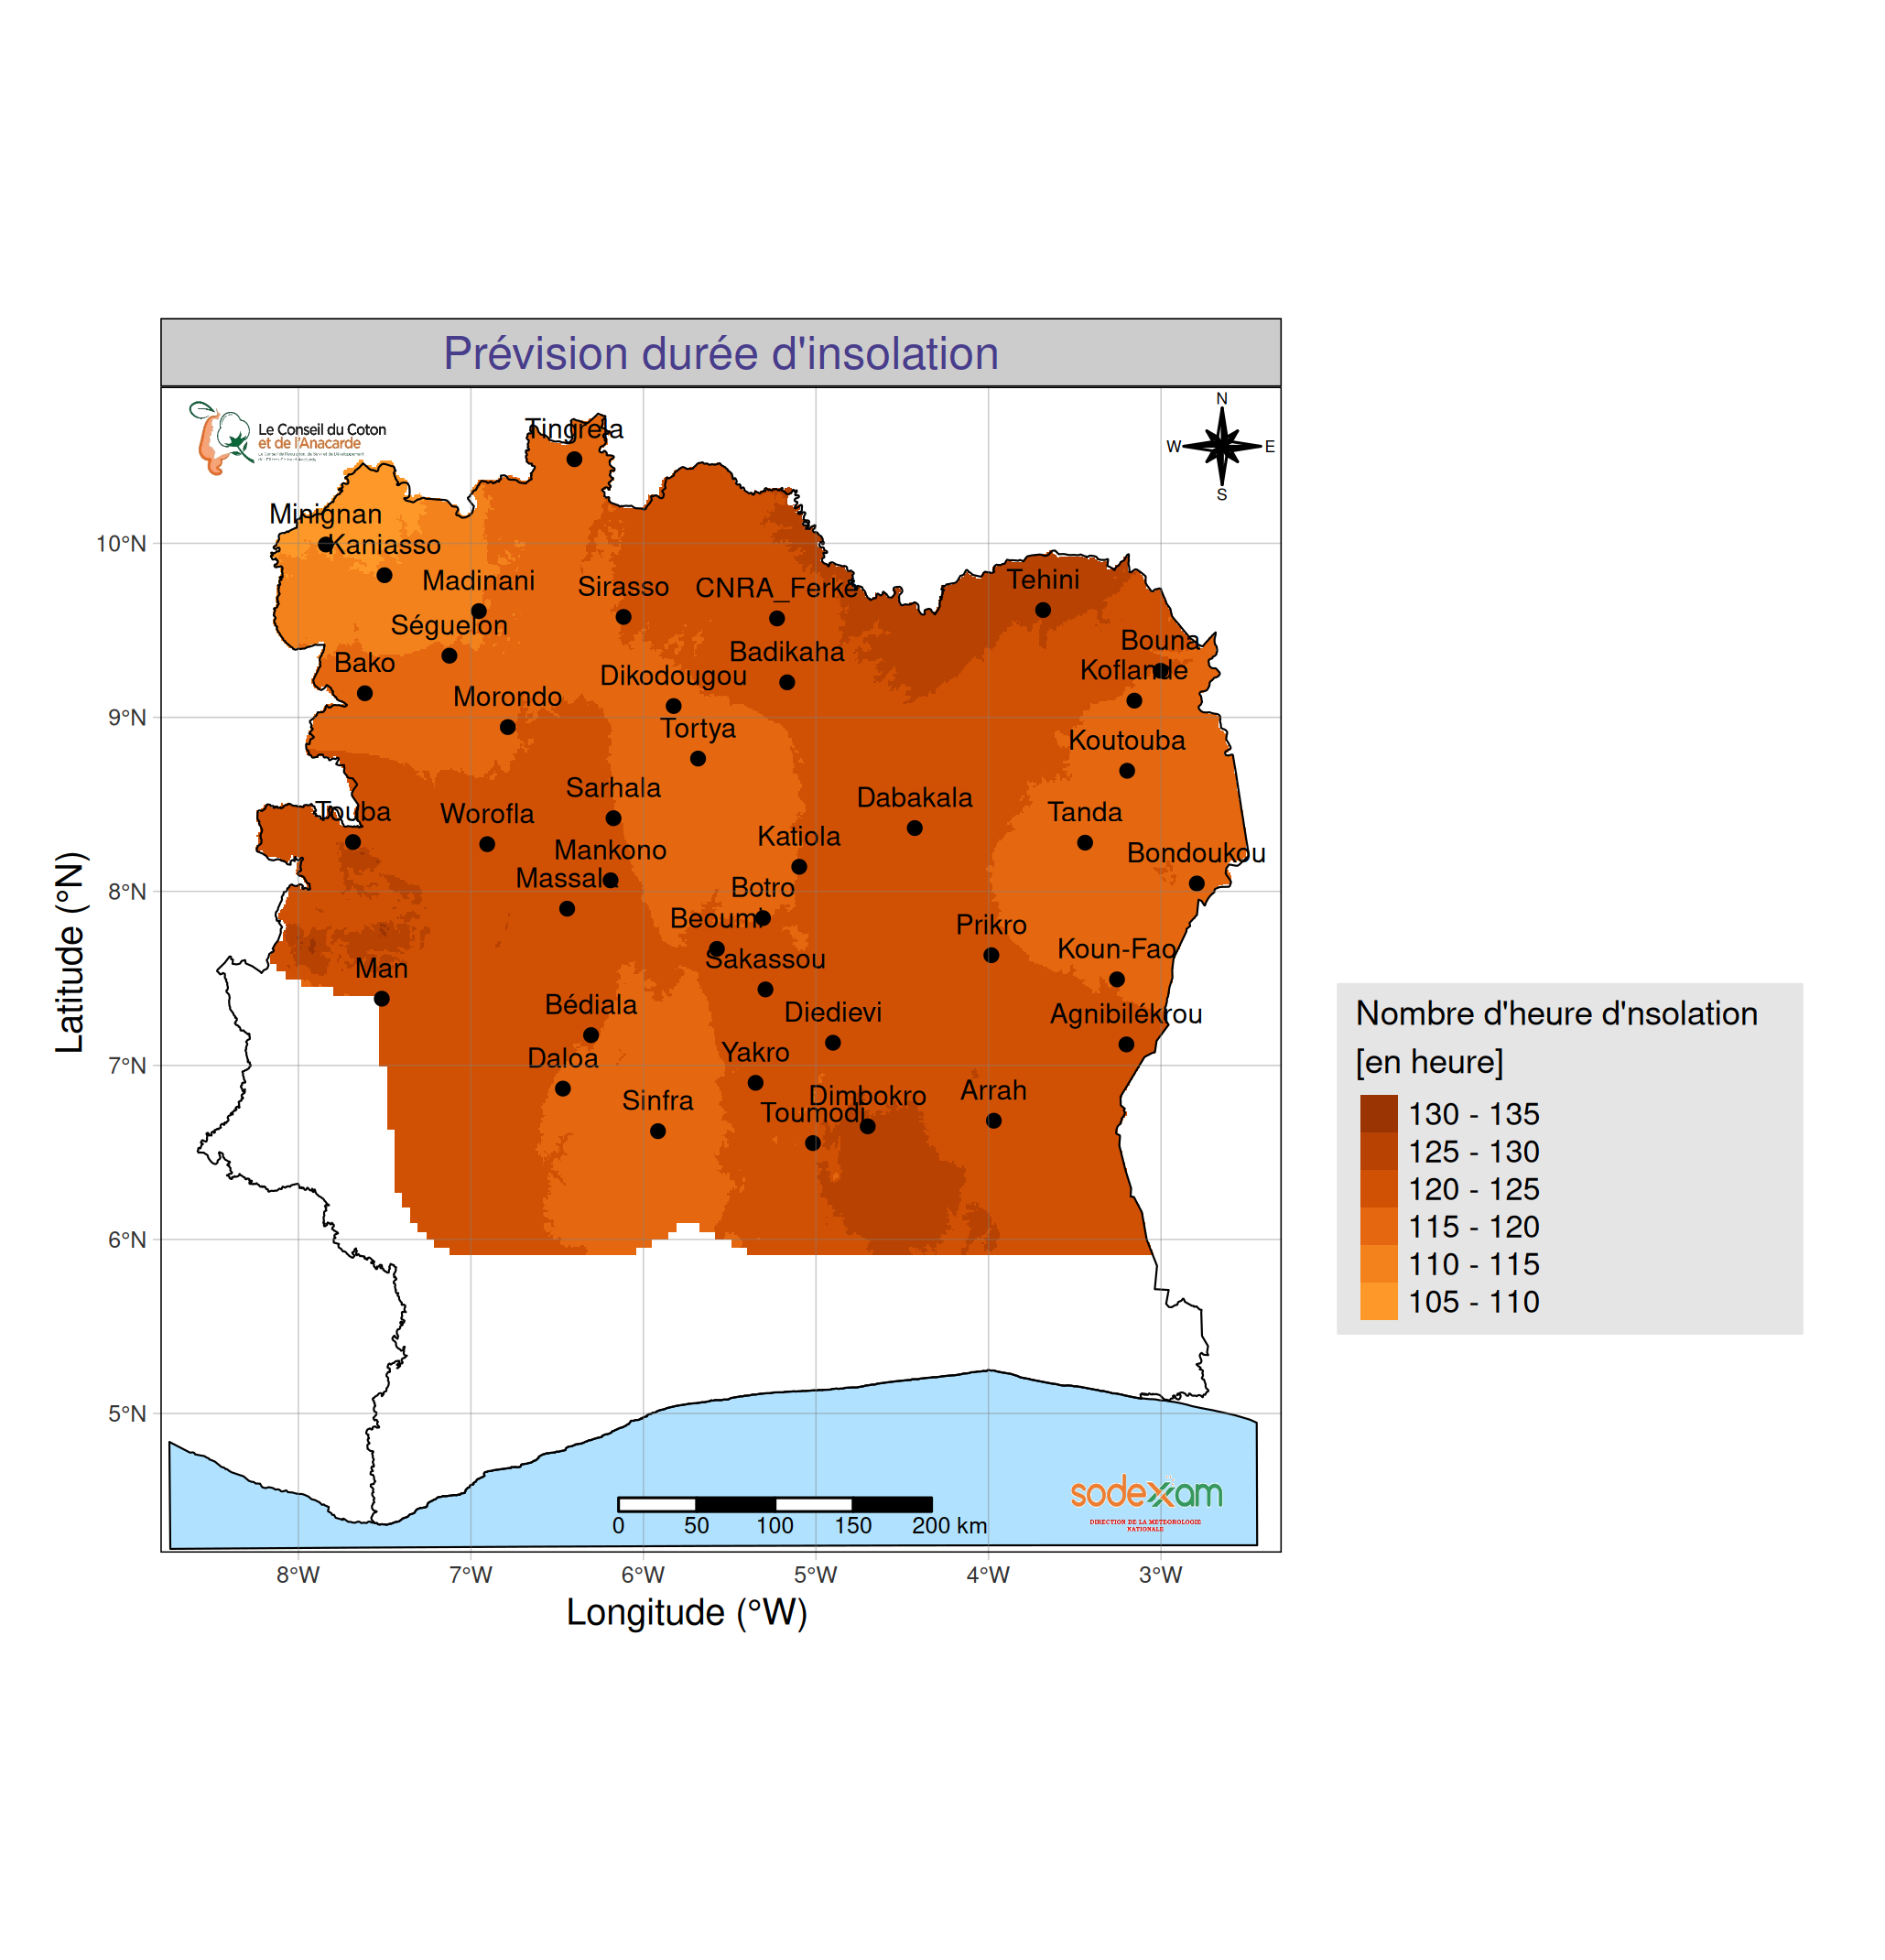 Prévision durée d'insolation
Le Conseil du Coton
et de l'Anacarde
N
W
E
S
Tingrela
Minignan
Kaniasso
Madinani
Sirasso
CNRA_Ferké
Tehini
Séguelon
Bouna
Badikaha
Bako
Koflande
Dikodougou
Morondo
Tortya
Koutouba
Sarhala
Dabakala
Touba
Worofla
Tanda
Katiola
Mankono
Bondoukou
Massala
Botro
Beoumi
Prikro
Koun-Fao
Sakassou
Man
Bédiala
Diedievi
Agnibilékrou
Daloa
Yakro
Sinfra
Dimbokro
Arrah
Toumodi
10°N
9°N
8°N
7°N
6°N
5°N
Latitude (°N)
8°W
7°W
6°W
5°W
4°W
3°W
Longitude (°W)
0
50
100
150
200 km
sodexam
DIRECTION DE LA METEOROLOGIE
NATIONALE
Nombre d'heure d'nsolation
[en heure]
130 - 135
125 - 130
120 - 125
115 - 120
110 - 115
105 - 110